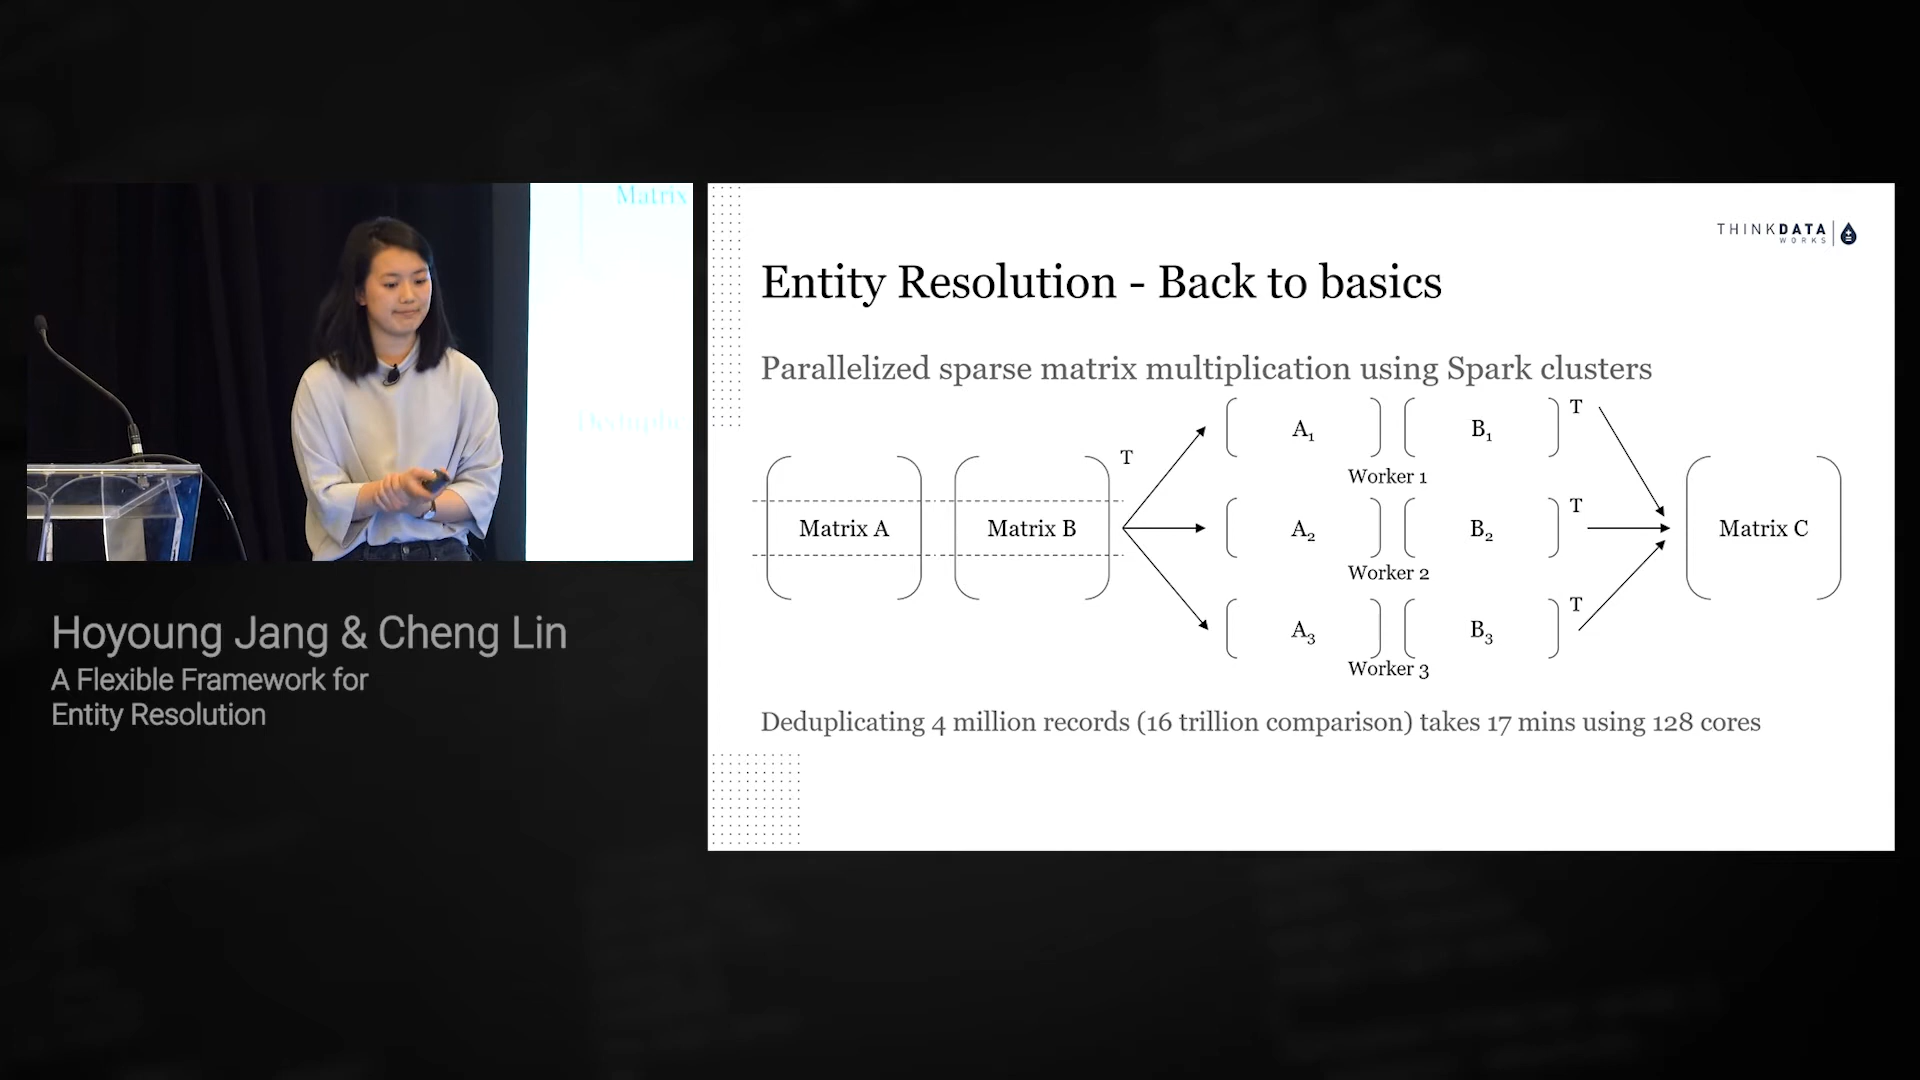 Matrix
Deduplic
Hoyoung Jang & Cheng Lin
A Flexible Framework for
Entity Resolution
THINKDATA
WORKS
Entity Resolution - Back to basics
Parallelized sparse matrix multiplication using Spark clusters
Matrix A
Matrix B
T
A1
B1
T
Worker 1
A2
B2
T
Worker 2
A3
B3
T
Worker 3
Matrix C
Deduplicating 4 million records (16 trillion comparison) takes 17 mins using 128 cores